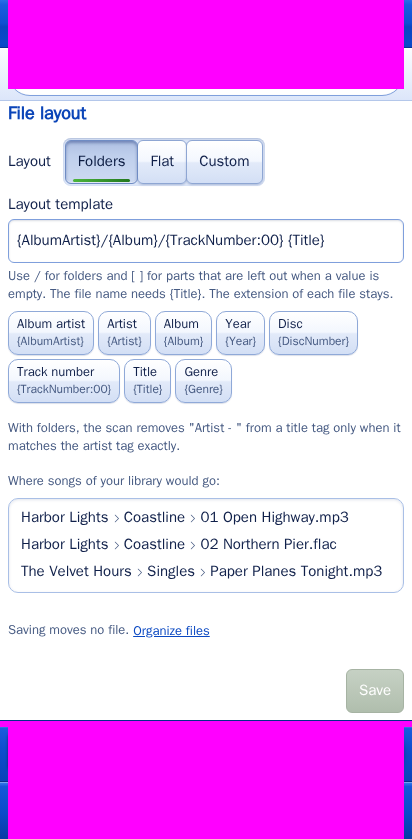 File layout
Layout
Folders
Flat
Custom
Layout template
{AlbumArtist}/{Album}/{TrackNumber:00} {Title}
Use / for folders and [ ] for parts that are left out when a value is
empty. The file name needs {Title}. The extension of each file stays.
Album artist
{AlbumArtist}
Artist
{Artist}
Album
{Album}
Year
{Year}
Disc
{DiscNumber}
Track number
{TrackNumber:00}
Title
{Title}
Genre
{Genre}
With folders, the scan removes "Artist - " from a title tag only when it
matches the artist tag exactly.
Where songs of your library would go:
Harbor Lights › Coastline › 01 Open Highway.mp3
Harbor Lights › Coastline › 02 Northern Pier.flac
The Velvet Hours › Singles › Paper Planes Tonight.mp3
Saving moves no file. Organize files
Save